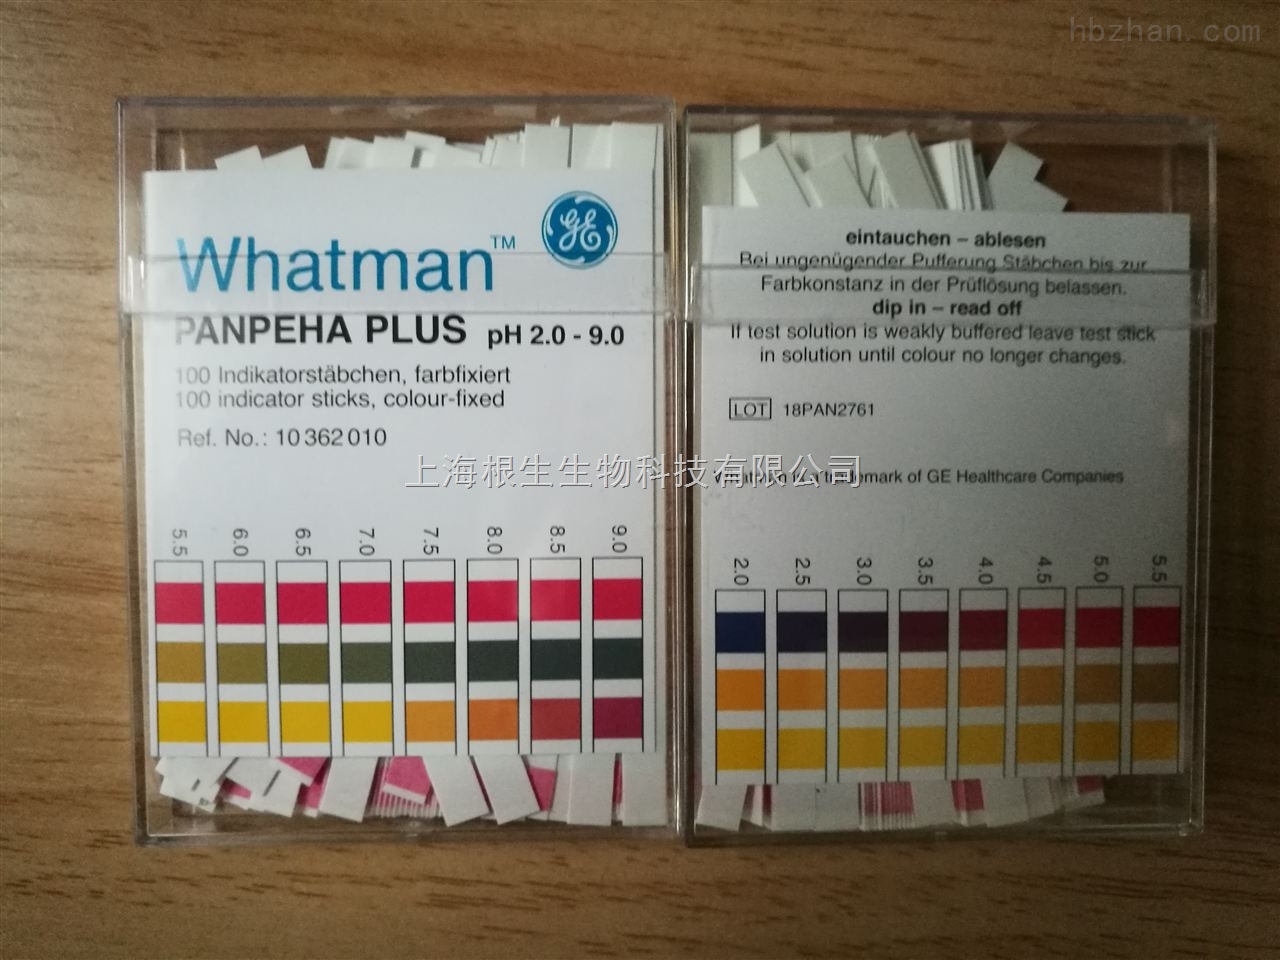 hbzhan.com
Whatman™
GE
PANPEHA PLUS pH 2.0 - 9.0
100 Indikatorstäbchen, farbfixiert
100 indicator sticks, colour-fixed
Ref. No.: 10 362 010
5.5 6.0 6.5 7.0 7.5 8.0 8.5 9.0
eintauchen – ablesen
Bei ungenügender Pufferung Stäbchen bis zur
Farbkonstanz in der Prüflösung belassen.
dip in – read off
If test solution is weakly buffered leave test stick
in solution until colour no longer changes.
LOT 18PAN2761
Whatman is a trademark of GE Healthcare Companies
2.0 2.5 3.0 3.5 4.0 4.5 5.0 5.5
上海根生生物科技有限公司